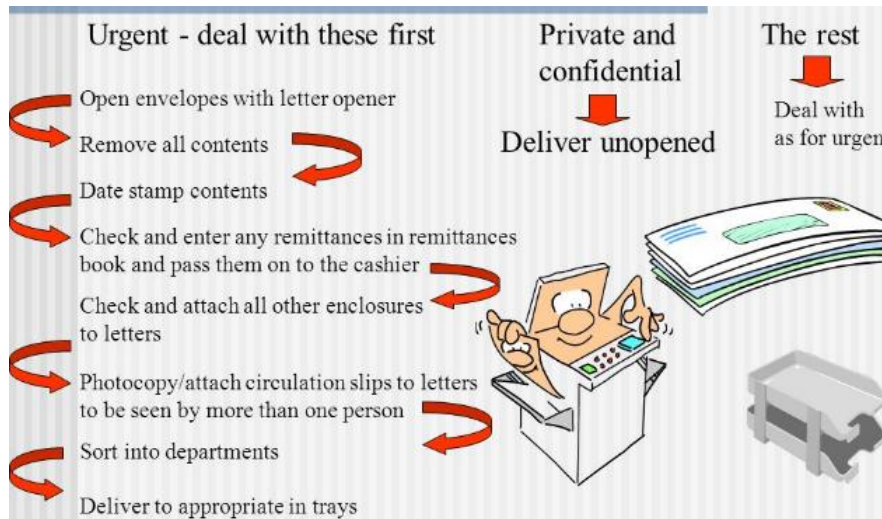 Urgent - deal with these first
Open envelopes with letter opener
Remove all contents
Date stamp contents
Check and enter any remittances in remittances
book and pass them on to the cashier
Check and attach all other enclosures
to letters
Photocopy/attach circulation slips to letters
to be seen by more than one person
Sort into departments
Deliver to appropriate in trays
Private and
confidential
Deliver unopened
The rest
Deal with
as for urgen